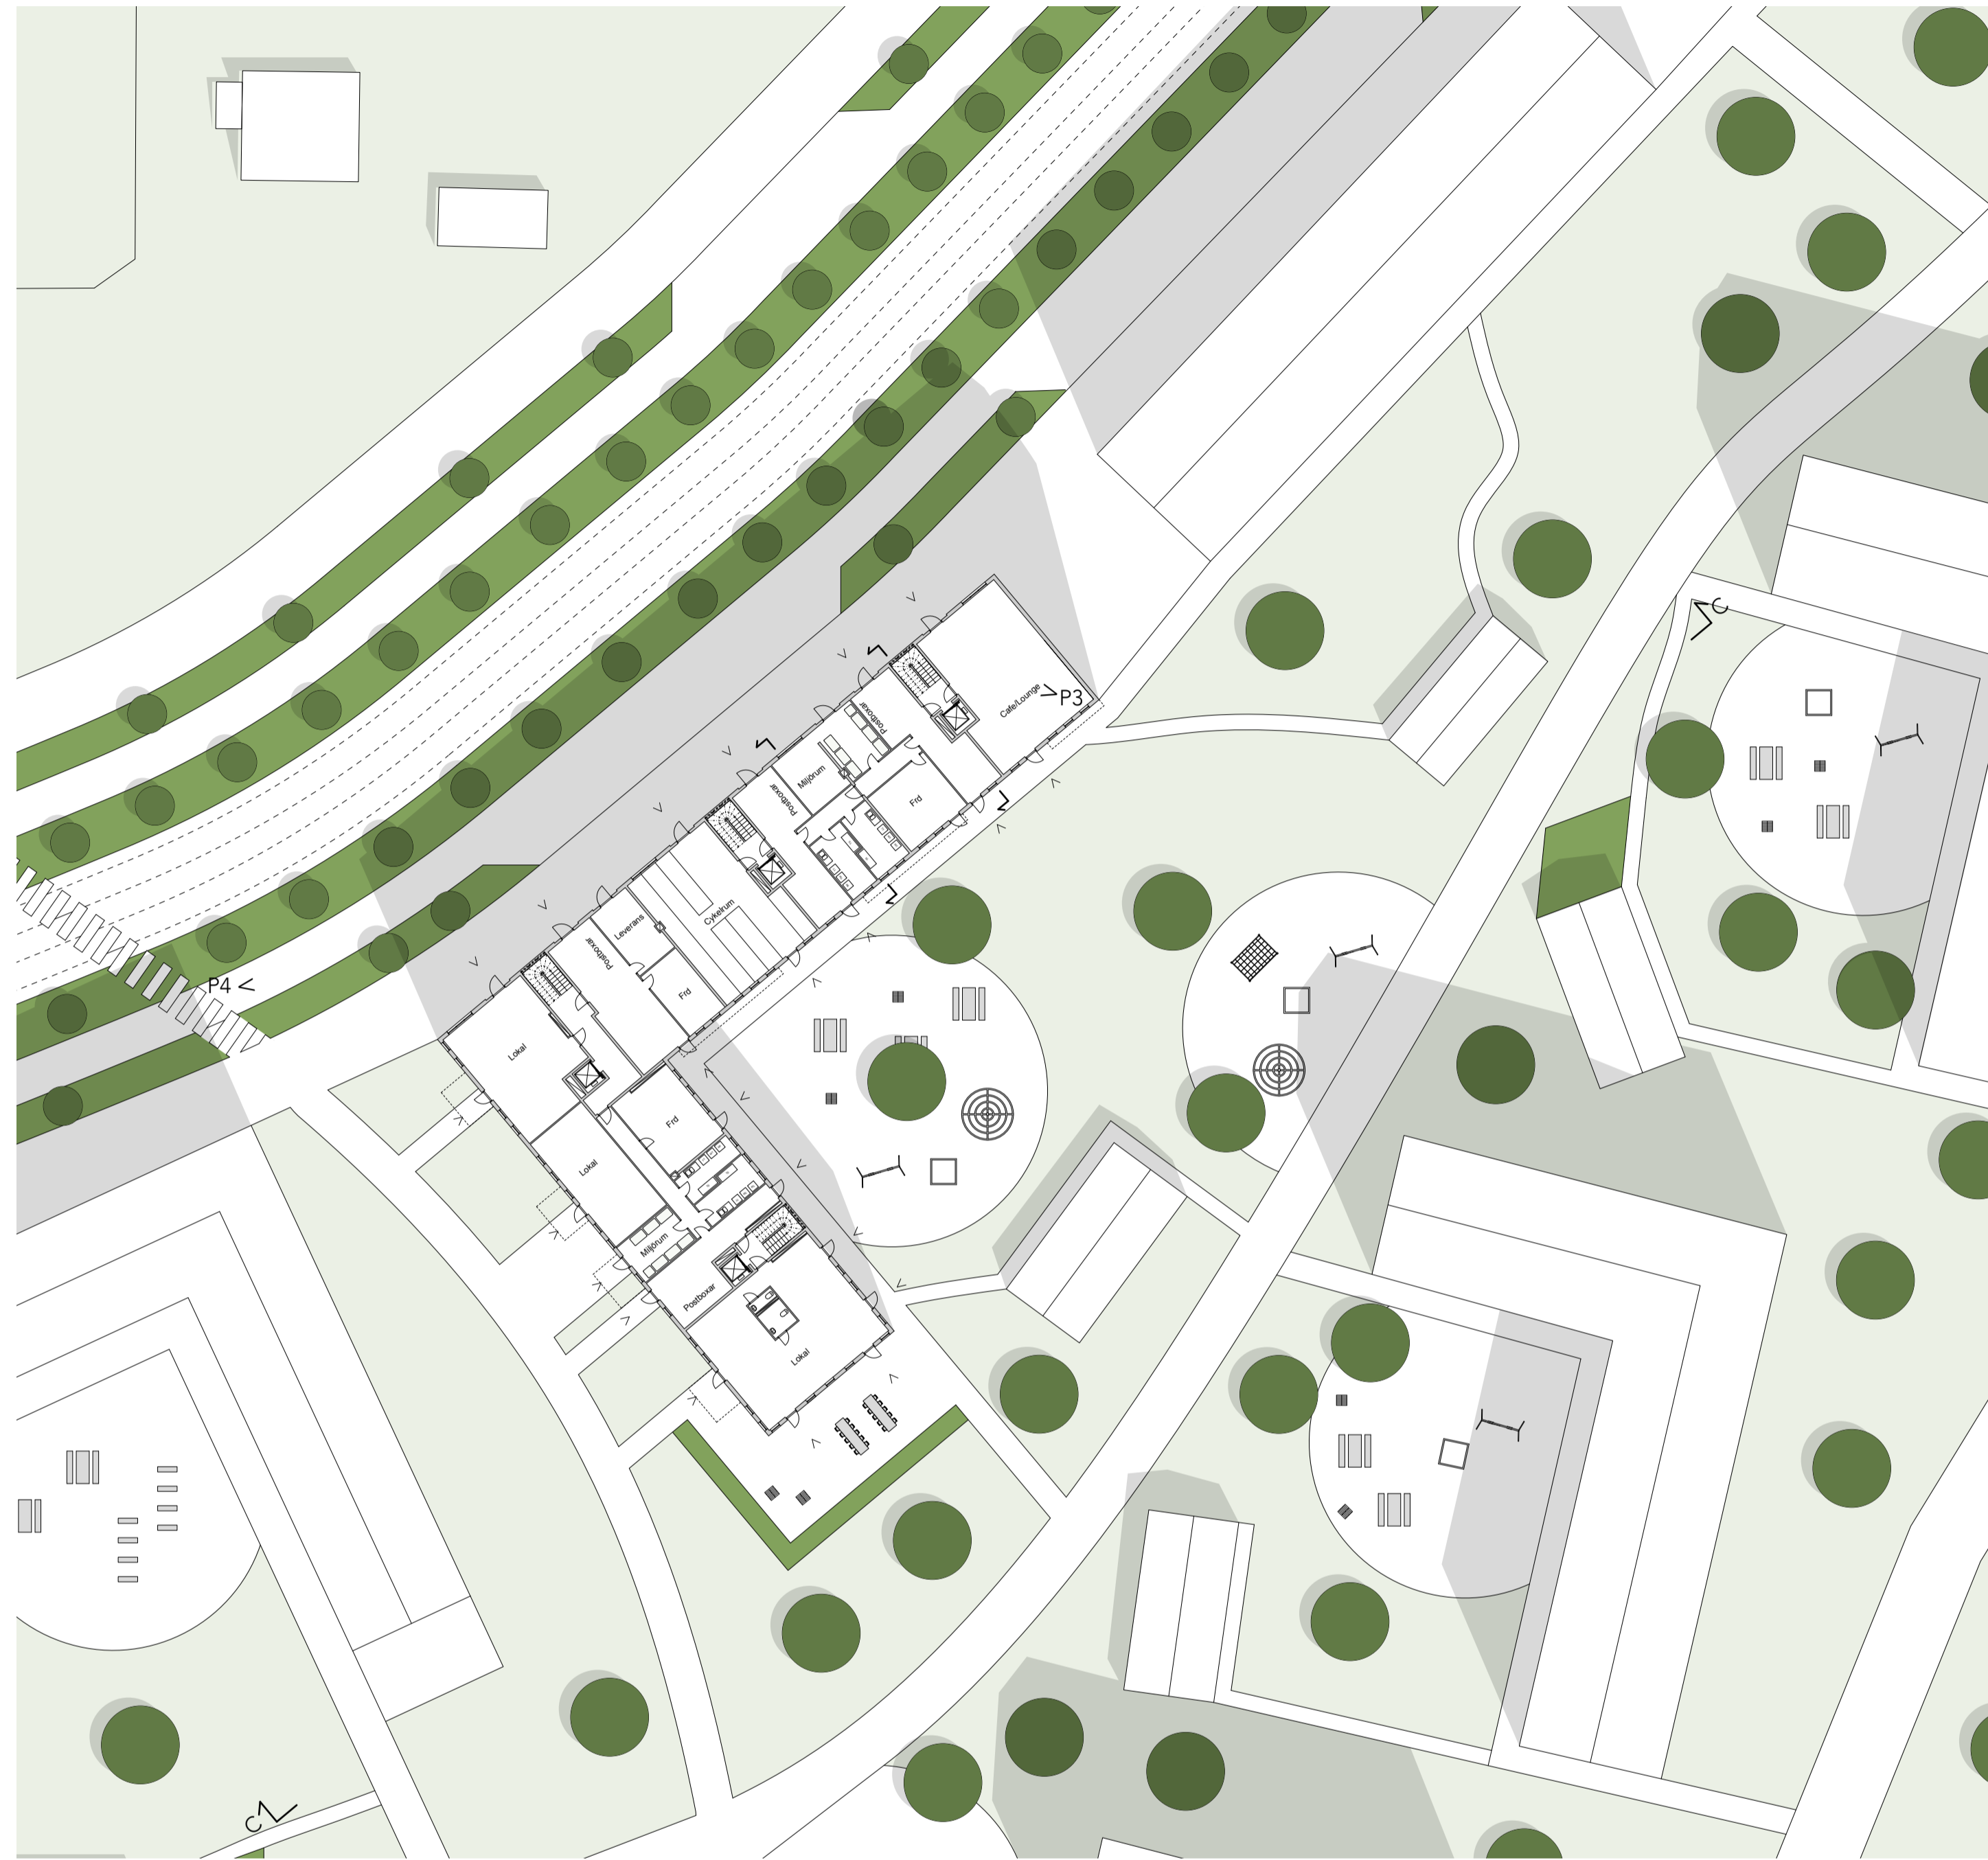 C
Cafe/Lounge
P3
Postboxar
Miljörum
Postboxar
Frd
Cykelrum
Leverans
Postboxar
Frd
P4
Lokal
Frd
Lokal
Miljörum
Postboxar
Lokal
C